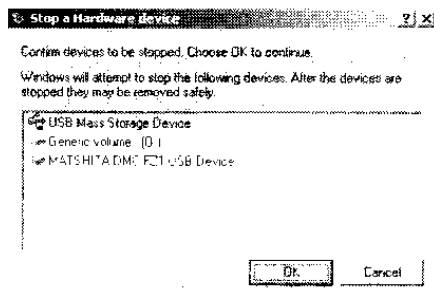 Stop a Hardware device
Confirm devices to be stopped. Choose OK to continue.
Windows will attempt to stop the following devices. After the devices are
stopped they may be removed safely.
USB Mass Storage Device
Generic volume
MATSHITA DMC-FZ1 USB Device
OK Cancel